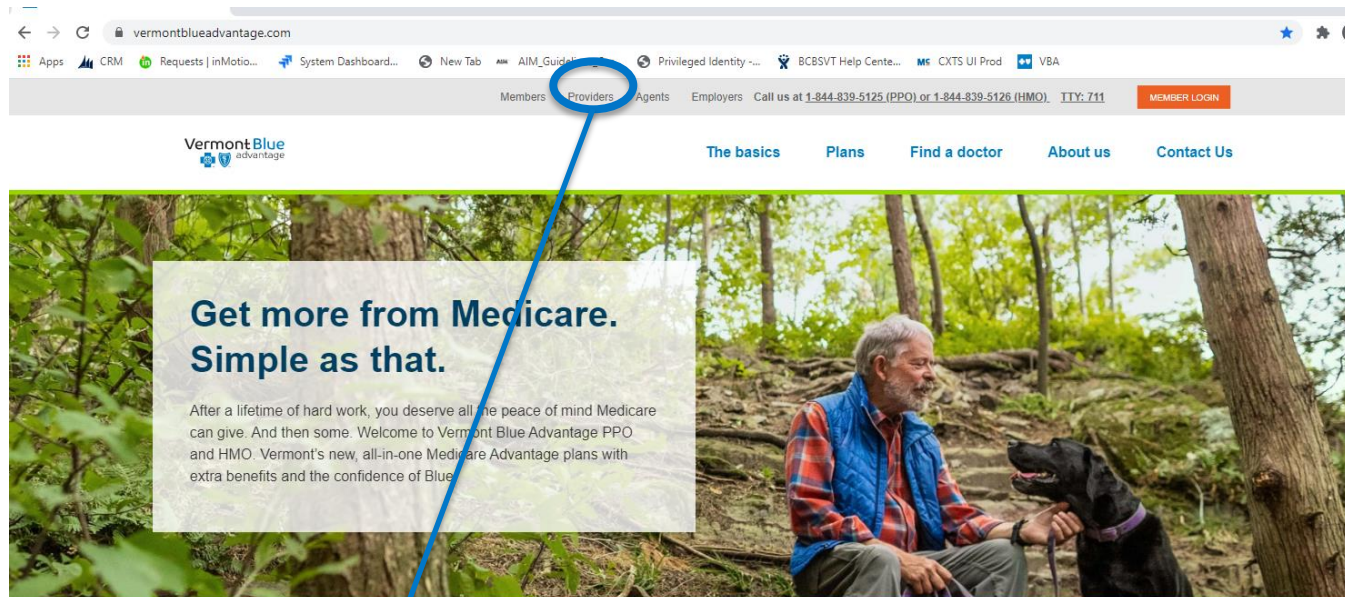 vermontblueadvantage.com
Apps CRM Requests | inMotio... System Dashboard... New Tab AIM AIM_Guideli Privileged Identity -... BCBSVT Help Cente... MS CXTS UI Prod VBA
Members Providers Agents Employers Call us at 1-844-839-5125 (PPO) or 1-844-839-5126 (HMO) TTY: 711 MEMBER LOGIN
Vermont Blue
advantage
The basics Plans Find a doctor About us Contact Us
Get more from Medicare.
Simple as that.
After a lifetime of hard work, you deserve all the peace of mind Medicare
can give. And then some. Welcome to Vermont Blue Advantage PPO
and HMO. Vermont's new, all-in-one Medicare Advantage plans with
extra benefits and the confidence of Blue